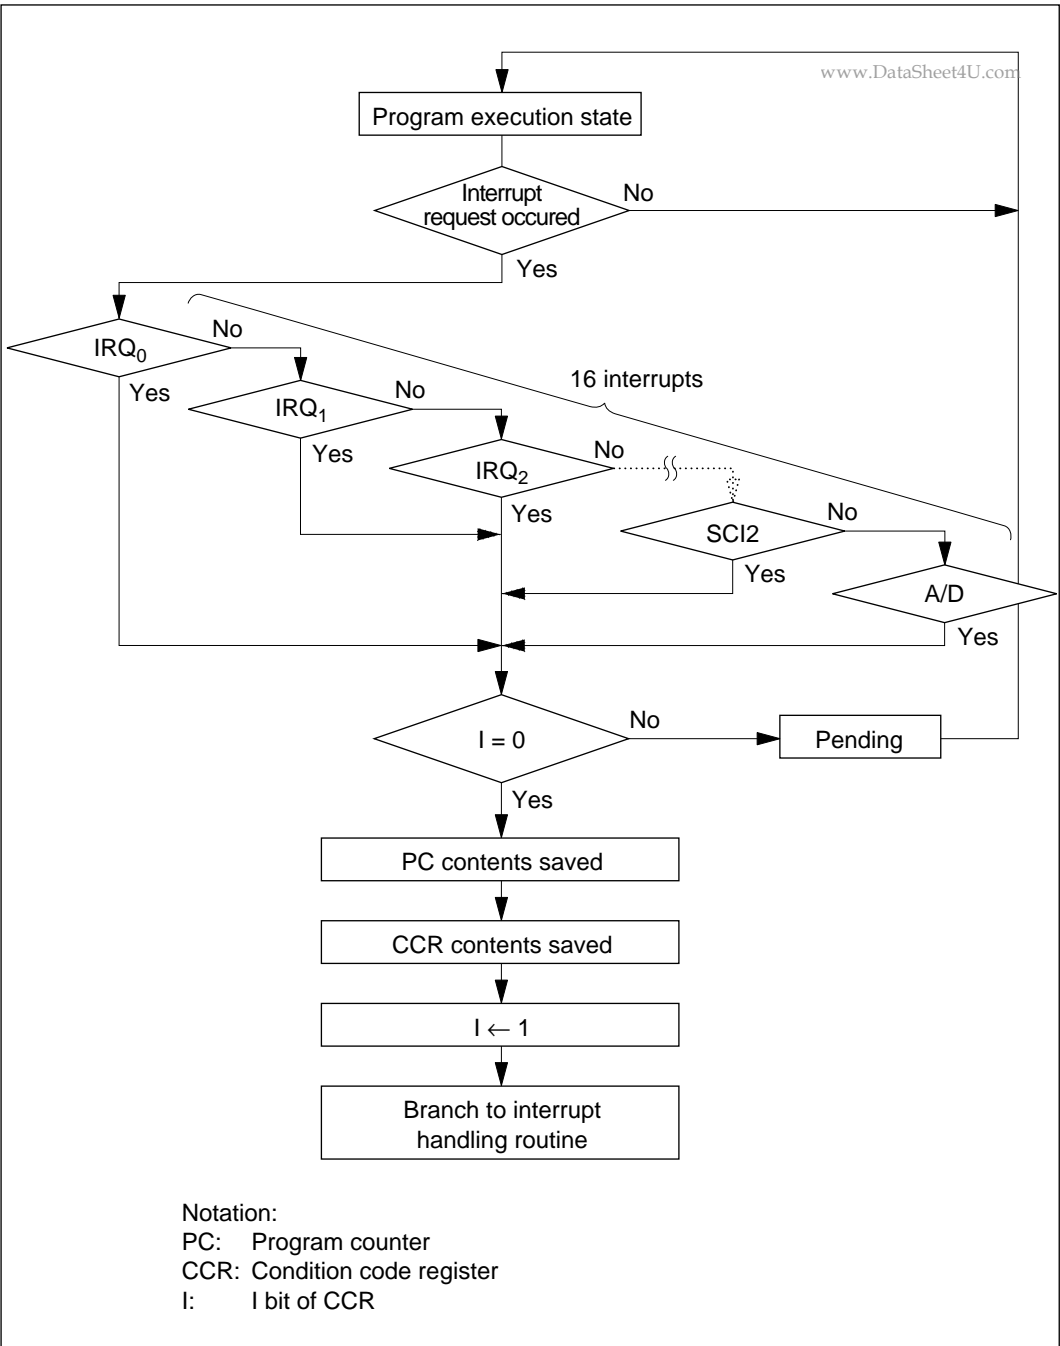 www.DataSheet4U.com
Program execution state
Interrupt
request occured
No
Yes
IRQ0
No
Yes
16 interrupts
IRQ1
No
Yes
IRQ2
No
Yes
SCI2
No
Yes
A/D
Yes
I = 0
No
Pending
Yes
PC contents saved
CCR contents saved
I ← 1
Branch to interrupt
handling routine
Notation:
PC: Program counter
CCR: Condition code register
I: I bit of CCR